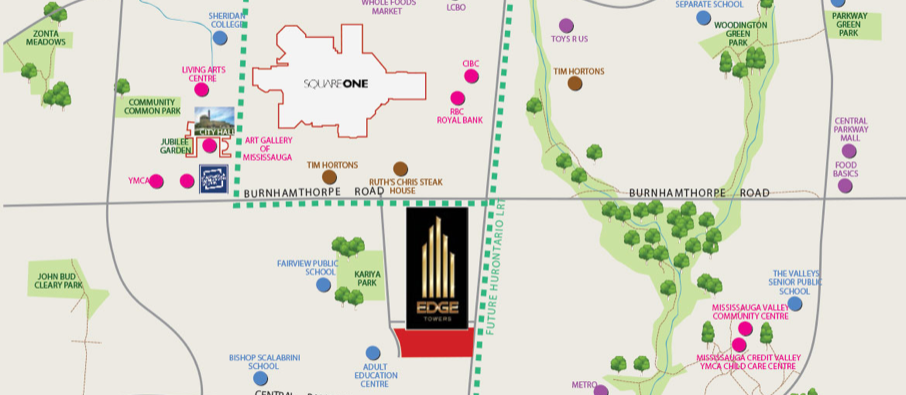 WHOLE FOODS
MARKET
LCBO
SEPARATE SCHOOL
SHERIDAN
COLLEGE
ZONTA
MEADOWS
TOYS R US
WOODINGTON
GREEN
PARK
PARKWAY
GREEN
PARK
LIVING ARTS
CENTRE
CIBC
TIM HORTONS
SQUARE ONE
COMMUNITY
COMMON PARK
RBC
ROYAL BANK
CITY HALL
JUBILEE
GARDEN
ART GALLERY
OF
MISSISSAUGA
CENTRAL
PARKWAY
MALL
YMCA
TIM HORTONS
RUTH'S CHRIS STEAK
HOUSE
FOOD
BASICS
BURNHAMTHORPE ROAD
BURNHAMTHORPE ROAD
FUTURE HURONTARIO LRT
JOHN BUD
CLEARY PARK
FAIRVIEW PUBLIC
SCHOOL
KARIYA
PARK
EDGE
TOWERS
THE VALLEYS
SENIOR PUBLIC
SCHOOL
MISSISSAUGA VALLEY
COMMUNITY CENTRE
MISSISSAUGA CREDIT VALLEY
YMCA CHILD CARE CENTRE
BISHOP SCALABRINI
SCHOOL
ADULT
EDUCATION
CENTRE
METRO